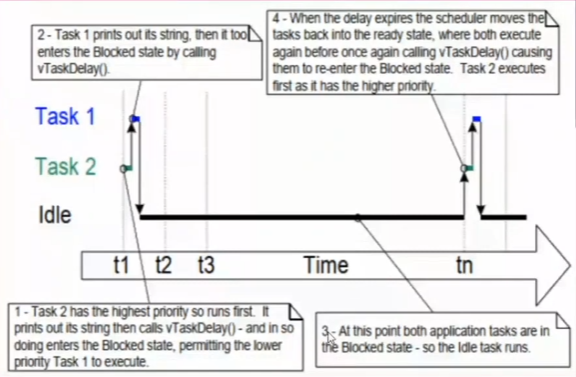 2 - Task 1 prints out its string, then it too
enters the Blocked state by calling
vTaskDelay().
4 - When the delay expires the scheduler moves the
tasks back into the ready state, where both execute
again before once again calling vTaskDelay() causing
them to re-enter the Blocked state. Task 2 executes
first as it has the higher priority.
Task 1
Task 2
Idle
t1 t2 t3 Time tn
1 - Task 2 has the highest priority so runs first. It
prints out its string then calls vTaskDelay() - and in so
doing enters the Blocked state, permitting the lower
priority Task 1 to execute.
3 - At this point both application tasks are in
the Blocked state - so the Idle task runs.